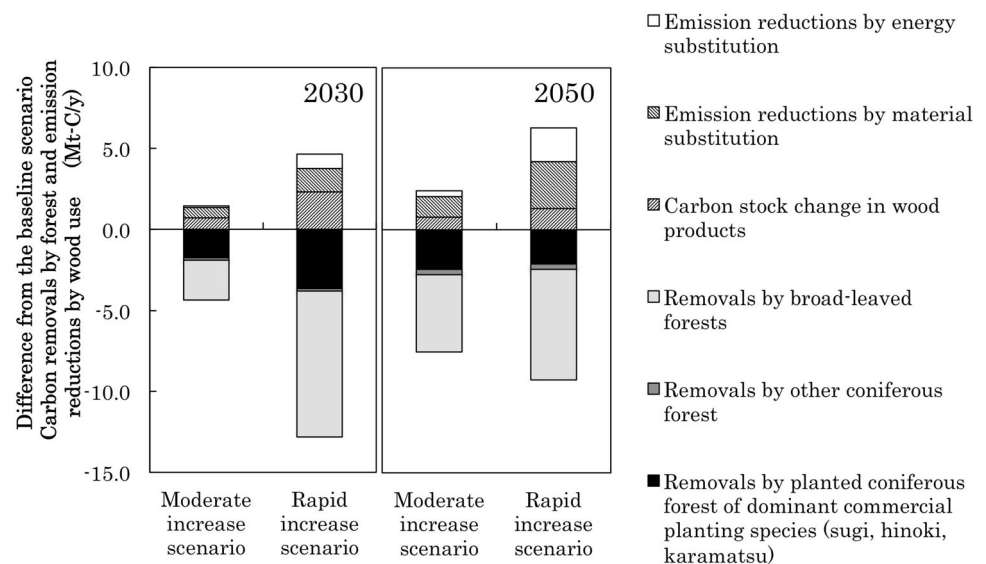 Difference from the baseline scenario
Carbon removals by forest and emission
reductions by wood use (Mt-C/y)
10.0
5.0
0.0
-5.0
-10.0
-15.0
2030
2050
Moderate
increase
scenario
Rapid
increase
scenario
Moderate
increase
scenario
Rapid
increase
scenario
Emission reductions by energy
substitution
Emission reductions by material
substitution
Carbon stock change in wood
products
Removals by broad-leaved
forests
Removals by other coniferous
forest
Removals by planted coniferous
forest of dominant commercial
planting species (sugi, hinoki,
karamatsu)